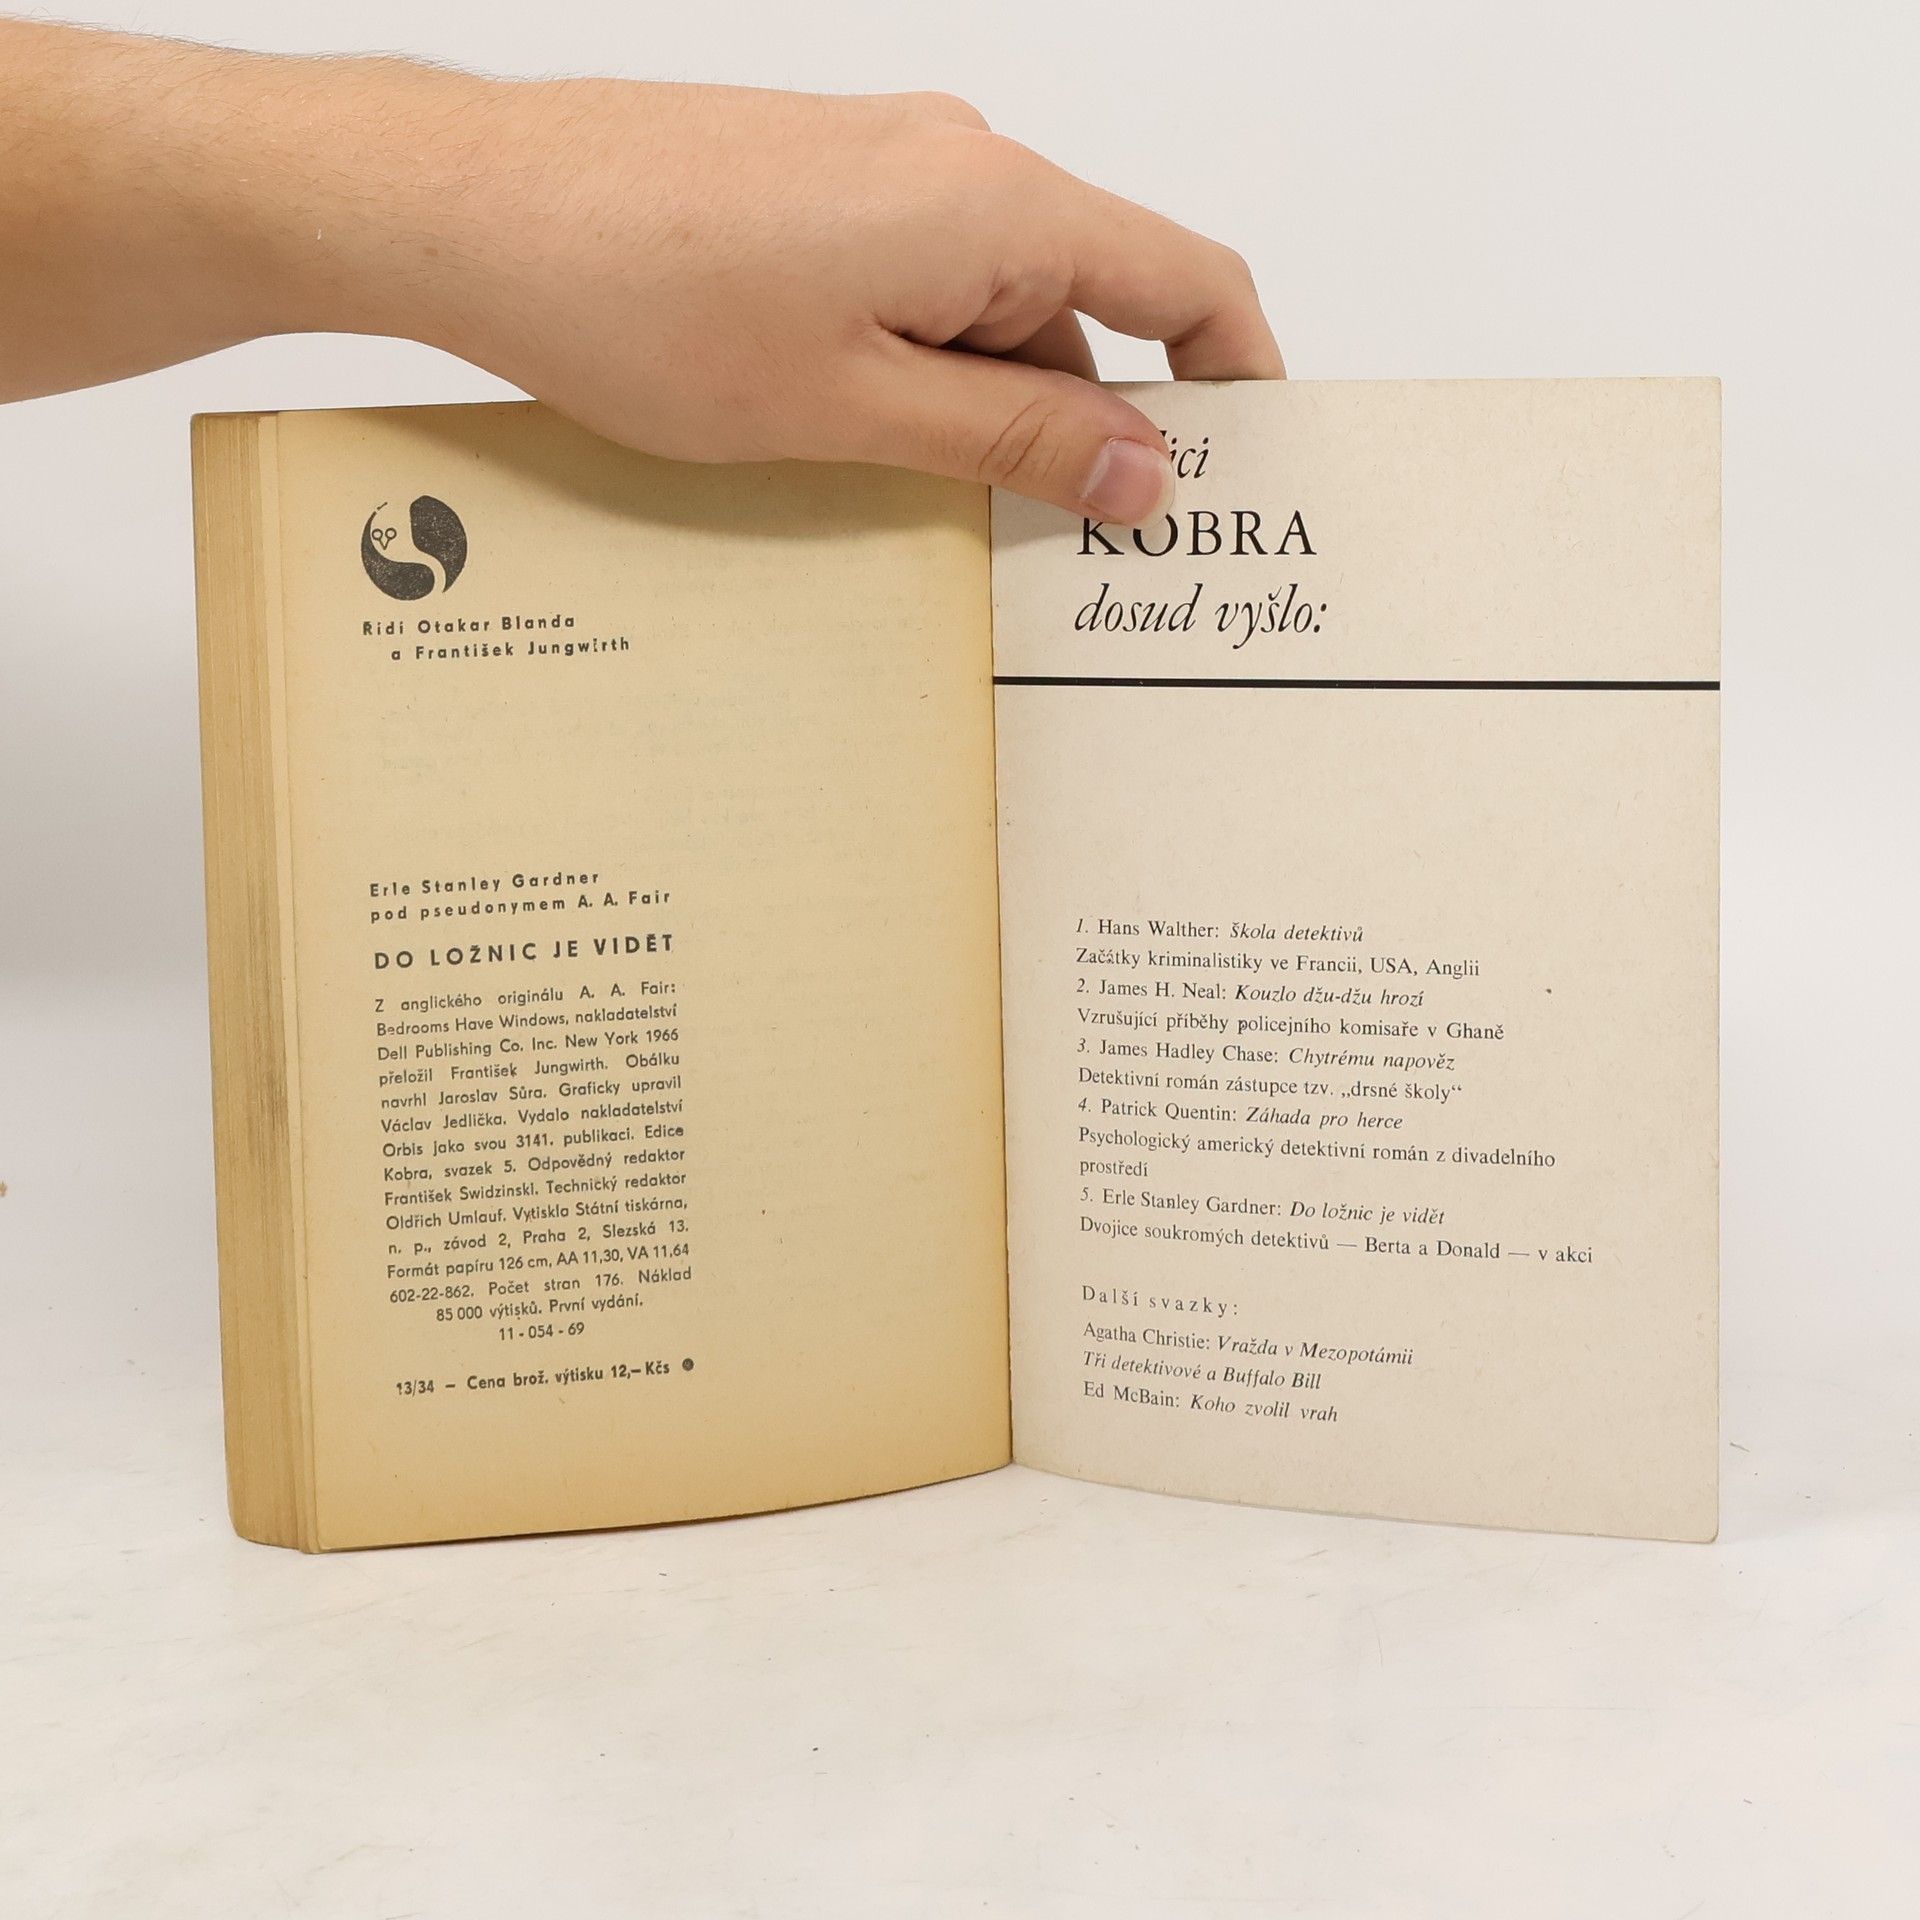 Řídí Otakar Blanda
a František Jungwirth
Erle Stanley Gardner
pod pseudonymem A. A. Fair
DO LOŽNIC JE VIDĚT
Z anglického originálu A. A. Fair:
Bedrooms Have Windows, nakladatelství
Dell Publishing Co. Inc. New York 1966
přeložil František Jungwirth. Obálku
navrhl Jaroslav Sůra. Graficky upravil
Václav Jedlička. Vydalo nakladatelství
Orbis jako svou 3141. publikaci. Edice
Kobra, svazek 5. Odpovědný redaktor
František Swidzinski. Technický redaktor
Oldřich Umlauf. Vytiskla Státní tiskárna,
n. p., závod 2, Praha 2, Slezská 13.
Formát papíru 126 cm, AA 11,30, VA 11,64
602-22-862. Počet stran 176. Náklad
85 000 výtisků. První vydání.
11 - 054 - 69
13/34 — Cena brož. výtisku 12,— Kčs
KOBRA
dosud vyšlo:
1. Hans Walther: Škola detektivů
Začátky kriminalistiky ve Francii, USA, Anglii
2. James H. Neal: Kouzlo džu-džu hrozí
Vzrušující příběhy policejního komisaře v Ghaně
3. James Hadley Chase: Chytrému napověz
Detektivní román zástupce tzv. „drsné školy“
4. Patrick Quentin: Záhada pro herce
Psychologický americký detektivní román z divadelního
prostředí
5. Erle Stanley Gardner: Do ložnic je vidět
Dvojice soukromých detektivů — Berta a Donald — v akci
Další svazky:
Agatha Christie: Vražda v Mezopotámii
Tři detektivové a Buffalo Bill
Ed McBain: Koho zvolil vrah